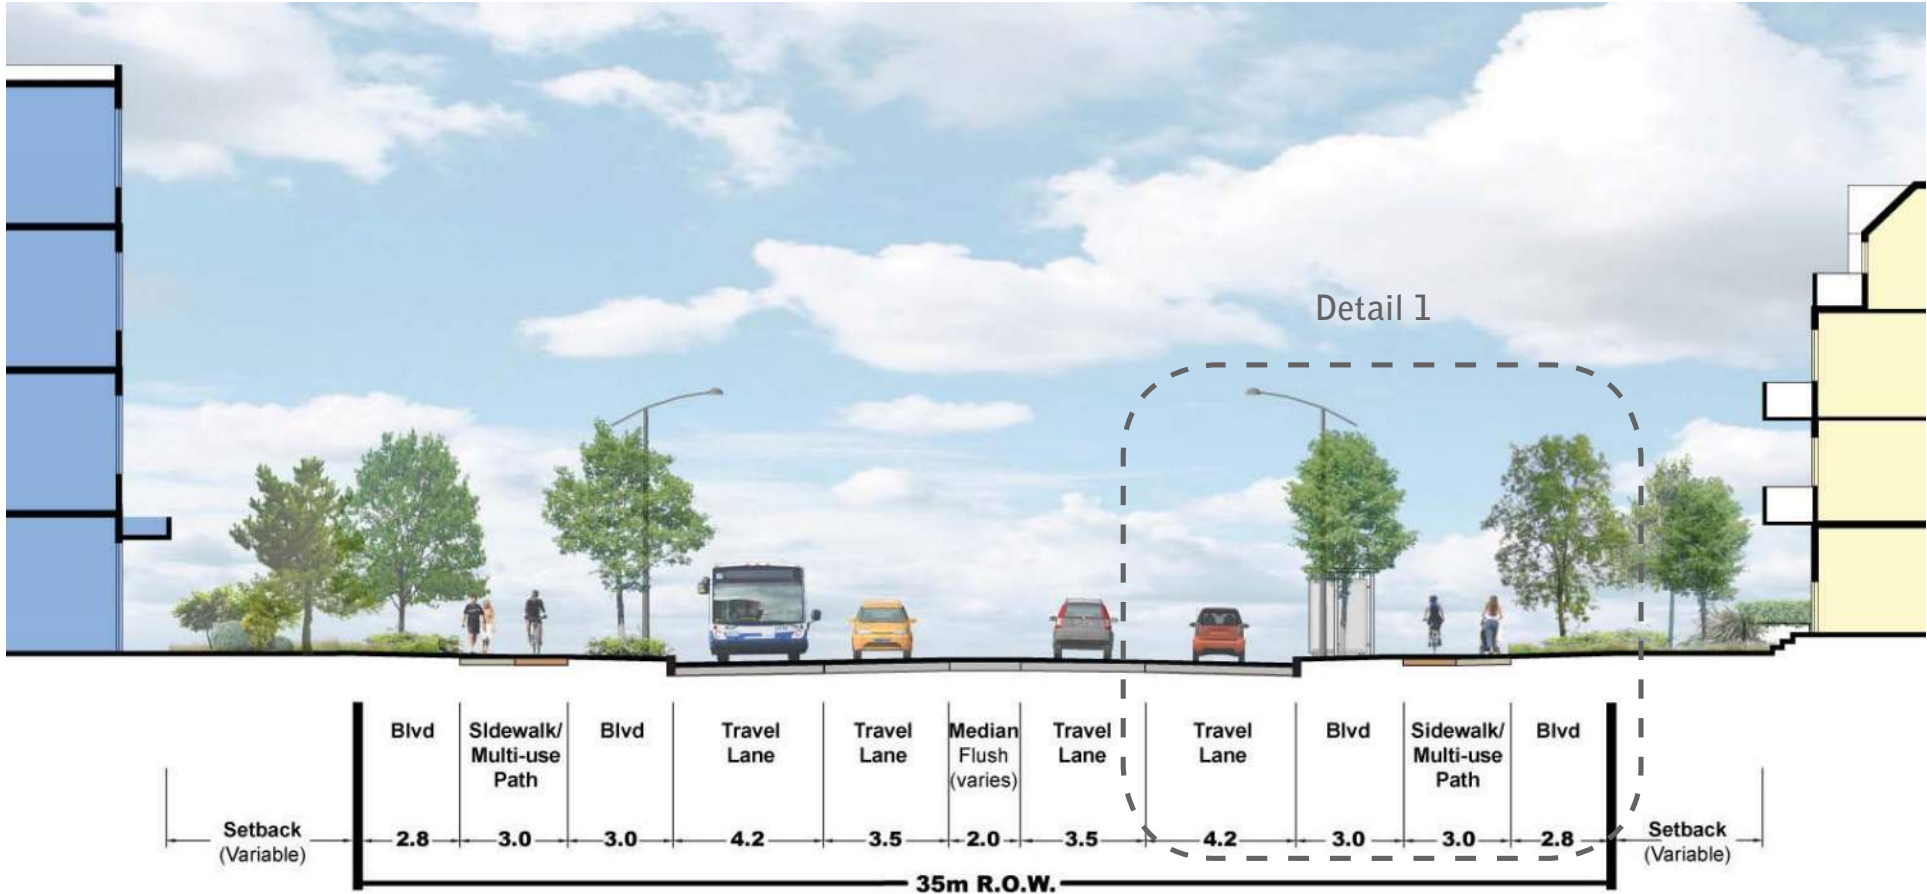 Detail 1
Blvd
SIdewalk/
Multi-use
Path
Blvd
Travel
Lane
Travel
Lane
Median
Flush
(varies)
Travel
Lane
Travel
Lane
Blvd
Sidewalk/
Multi-use
Path
Blvd
Setback
(Variable)
2.8
3.0
3.0
4.2
3.5
2.0
3.5
4.2
3.0
3.0
2.8
Setback
(Variable)
35m R.O.W.